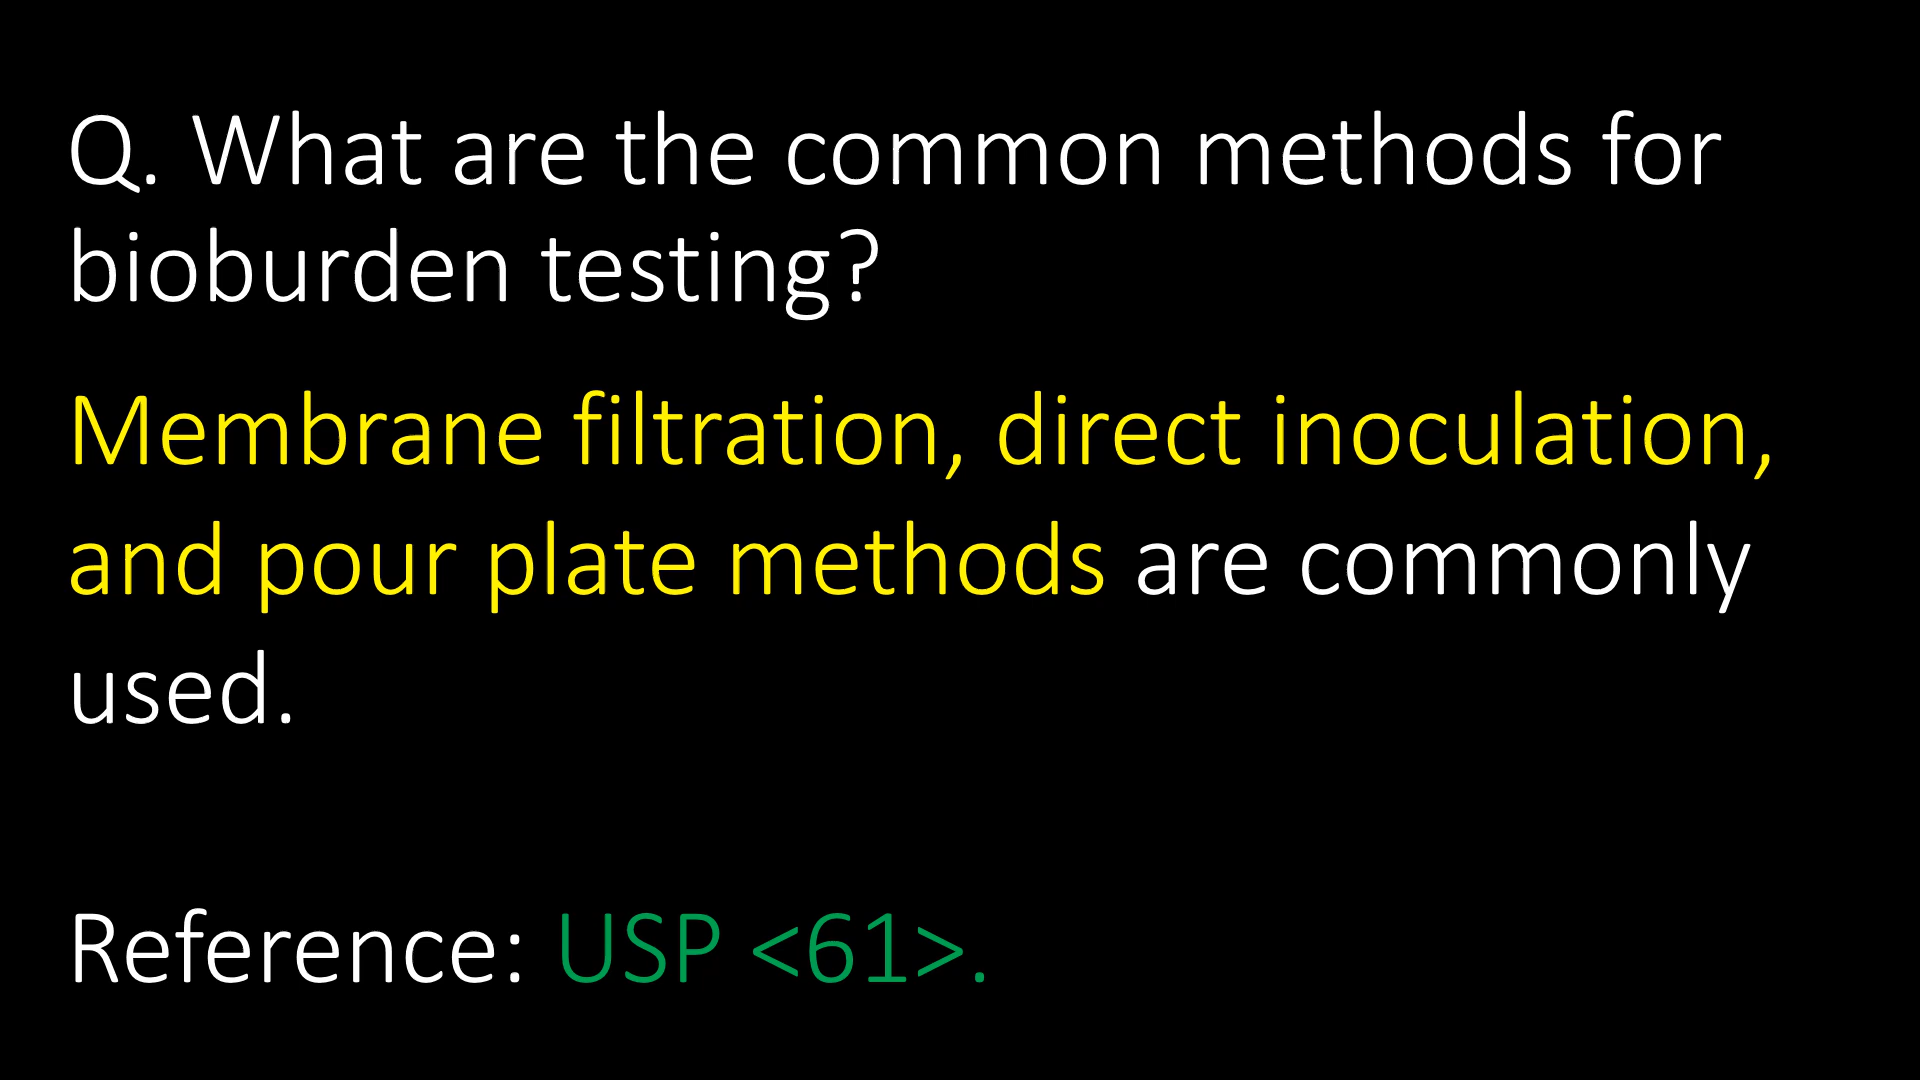 Q. What are the common methods for
bioburden testing?
Membrane filtration, direct inoculation,
and pour plate methods are commonly
used.
Reference: USP <61>.